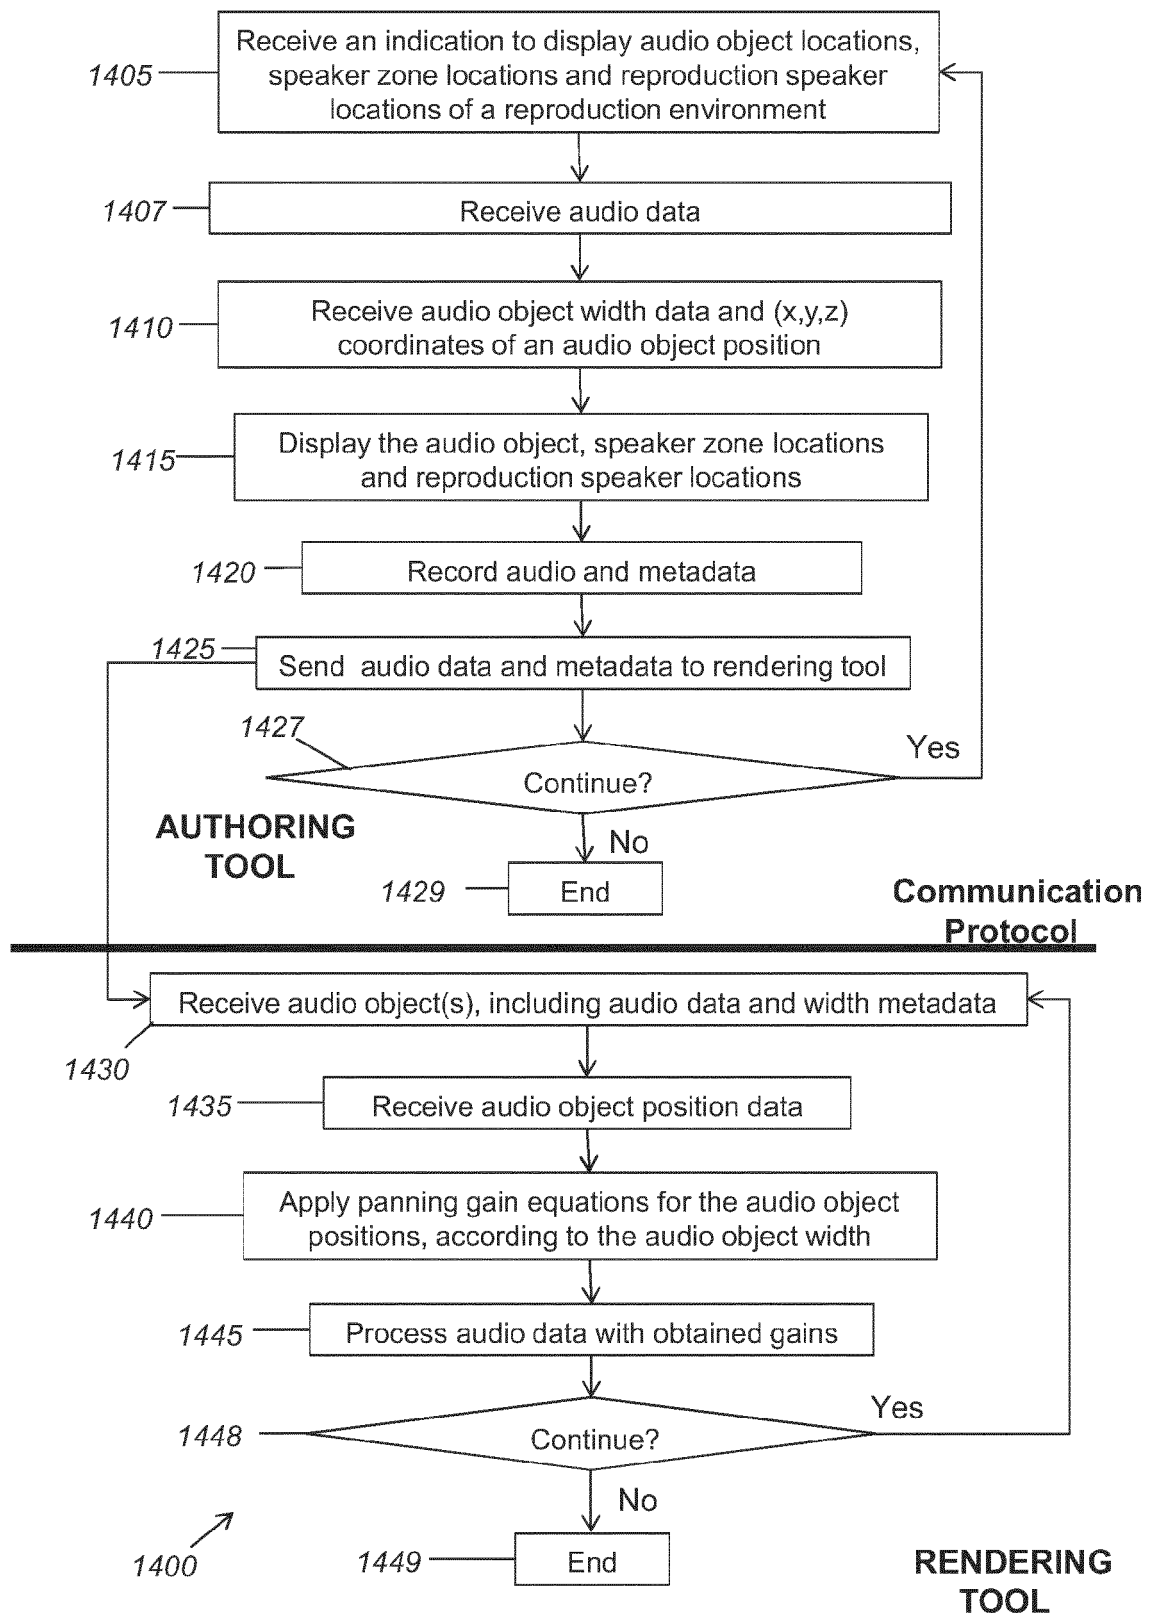 Receive an indication to display audio object locations,
1405
speaker zone locations and reproduction speaker
locations of a reproduction environment
1407
Receive audio data
1410
Receive audio object width data and (x,y,z)
coordinates of an audio object position
1415
Display the audio object, speaker zone locations
and reproduction speaker locations
1420
Record audio and metadata
1425
Send audio data and metadata to rendering tool
1427
Continue?
Yes
AUTHORING
TOOL
No
1429
End
Communication
Protocol
Receive audio object(s), including audio data and width metadata
1430
1435
Receive audio object position data
1440
Apply panning gain equations for the audio object
positions, according to the audio object width
1445
Process audio data with obtained gains
1448
Continue?
Yes
No
1400
1449
End
RENDERING
TOOL